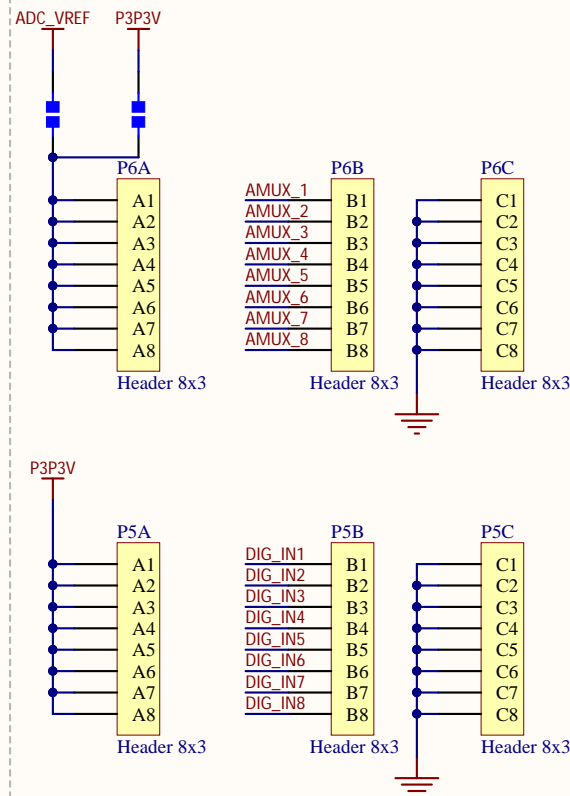 ADC_VREF P3P3V
P6A P6B P6C
A1 AMUX_1 B1 C1
A2 AMUX_2 B2 C2
A3 AMUX_3 B3 C3
A4 AMUX_4 B4 C4
A5 AMUX_5 B5 C5
A6 AMUX_6 B6 C6
A7 AMUX_7 B7 C7
A8 AMUX_8 B8 C8
Header 8x3 Header 8x3 Header 8x3
P3P3V
P5A P5B P5C
A1 DIG_IN1 B1 C1
A2 DIG_IN2 B2 C2
A3 DIG_IN3 B3 C3
A4 DIG_IN4 B4 C4
A5 DIG_IN5 B5 C5
A6 DIG_IN6 B6 C6
A7 DIG_IN7 B7 C7
A8 DIG_IN8 B8 C8
Header 8x3 Header 8x3 Header 8x3